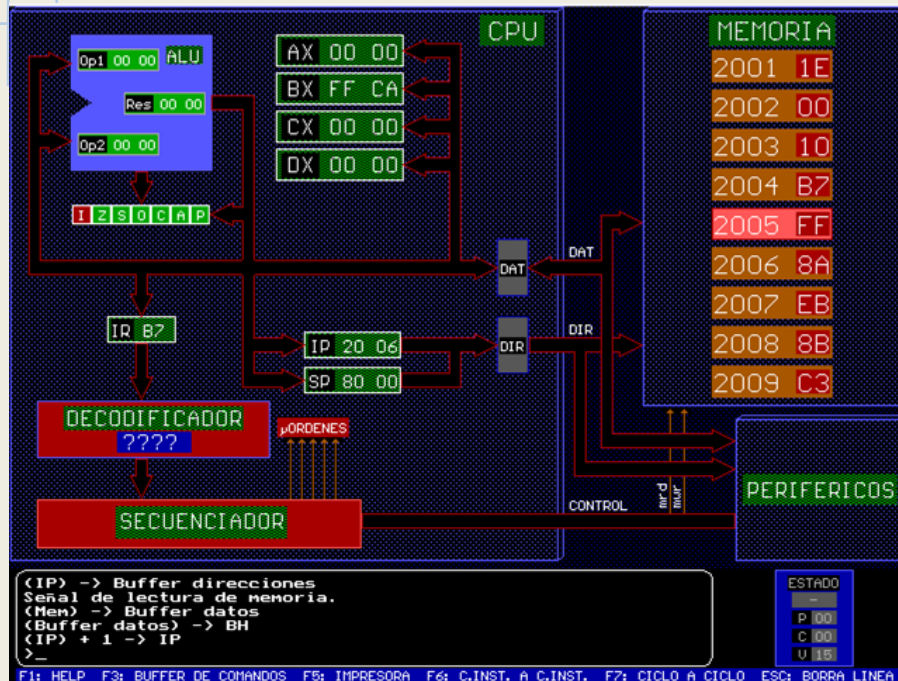 CPU
MEMORIA
Op1 00 00 ALU
Res 00 00
Op2 00 00
AX 00 00
BX FF CA
CX 00 00
DX 00 00
2001 1E
2002 00
2003 10
2004 B7
2005 FF
2006 8A
2007 EB
2008 8B
2009 C3
I Z S O C A P
DAT
DAT
IR B7
IP 20 06
SP 80 00
DIR
DIR
DECODIFICADOR
????
µORDENES
SECUENCIADOR
CONTROL
mrd
mwr
PERIFERICOS
(IP) -> Buffer direcciones
Señal de lectura de memoria.
(Mem) -> Buffer datos
(Buffer datos) -> BH
(IP) + 1 -> IP
>_
ESTADO
-
P 00
C 00
V 15
F1: HELP F3: BUFFER DE COMANDOS F5: IMPRESORA F6: C.INST. A C.INST. F7: CICLO A CICLO ESC: BORRA LINEA